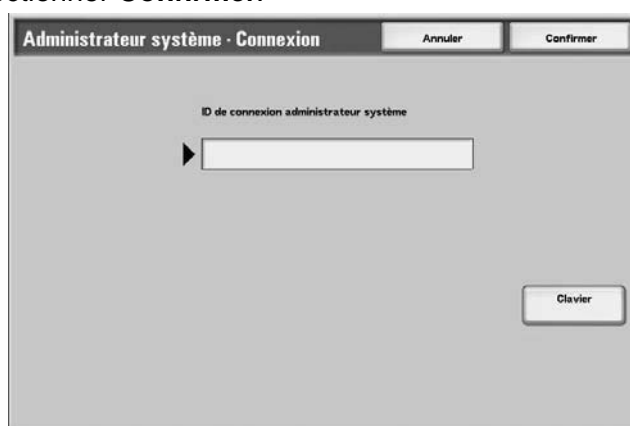 Administrateur système - Connexion
Annuler
Confirmer
ID de connexion administrateur système
Clavier